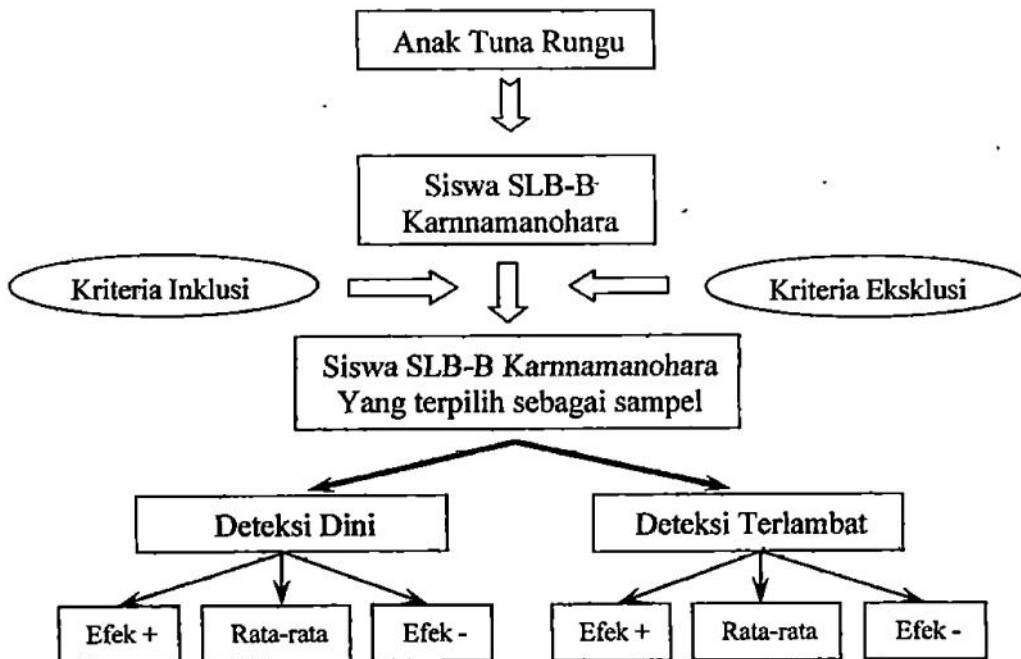 Anak Tuna Rungu
Siswa SLB-B
Karnnamanohara
Kriteria Inklusi
Kriteria Eksklusi
Siswa SLB-B Karnnamanohara
Yang terpilih sebagai sampel
Deteksi Dini
Deteksi Terlambat
Efek +
Rata-rata
Efek -
Efek +
Rata-rata
Efek -